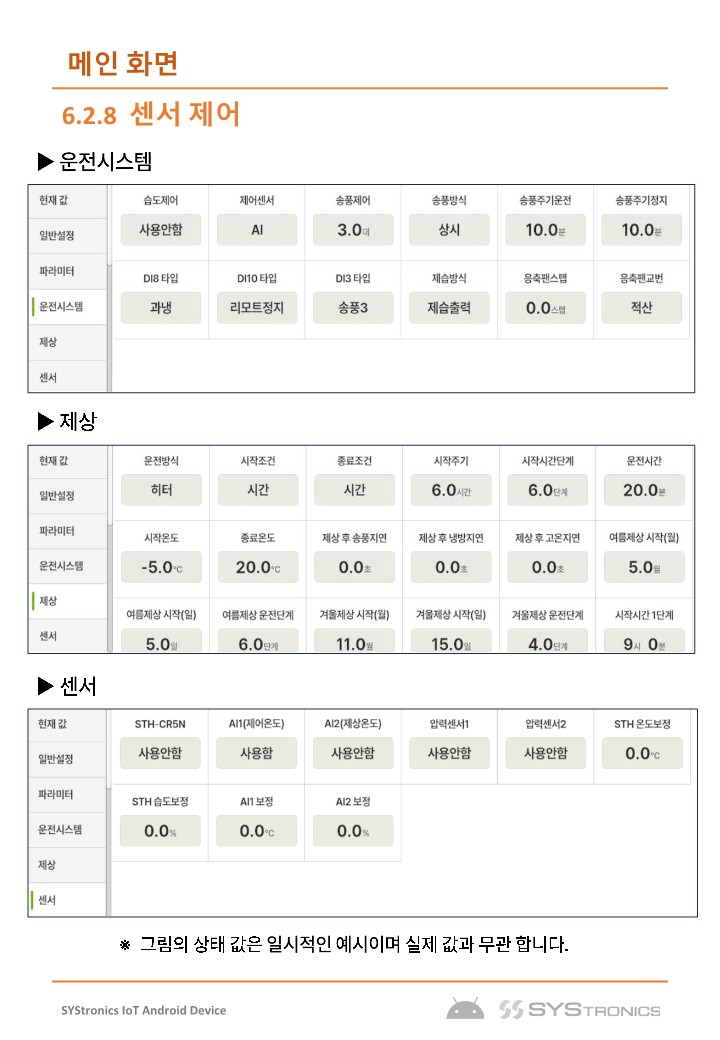 메인 화면
6.2.8 센서 제어
▶ 운전시스템
현재 값
일반설정
파라미터
운전시스템
제상
센서
습도제어 제어센서 송풍제어 송풍방식 송풍주기운전 송풍주기정지
사용안함 AI 3.0대 상시 10.0분 10.0분
DI8 타입 DI10 타입 DI3 타입 제습방식 응축팬스텝 응축팬교번
과냉 리모트정지 송풍3 제습출력 0.0스텝 적산
▶ 제상
현재 값
일반설정
파라미터
운전시스템
제상
센서
운전방식 시작조건 종료조건 시작주기 시작시간단계 운전시간
히터 시간 시간 6.0시간 6.0단계 20.0분
시작온도 종료온도 제상 후 송풍지연 제상 후 냉방지연 제상 후 고온지연 여름제상 시작(월)
-5.0℃ 20.0℃ 0.0초 0.0초 0.0초 5.0월
여름제상 시작(일) 여름제상 운전단계 겨울제상 시작(월) 겨울제상 시작(일) 겨울제상 운전단계 시작시간 1단계
5.0일 6.0단계 11.0월 15.0일 4.0단계 9시 0분
▶ 센서
현재 값
일반설정
파라미터
운전시스템
제상
센서
STH-CR5N AI1(제어온도) AI2(제상온도) 압력센서1 압력센서2 STH 온도보정
사용안함 사용함 사용안함 사용안함 사용안함 0.0℃
STH 습도보정 AI1 보정 AI2 보정
0.0% 0.0℃ 0.0%
※ 그림의 상태 값은 일시적인 예시이며 실제 값과 무관 합니다.
SYStronics IoT Android Device
SYSTRONICS